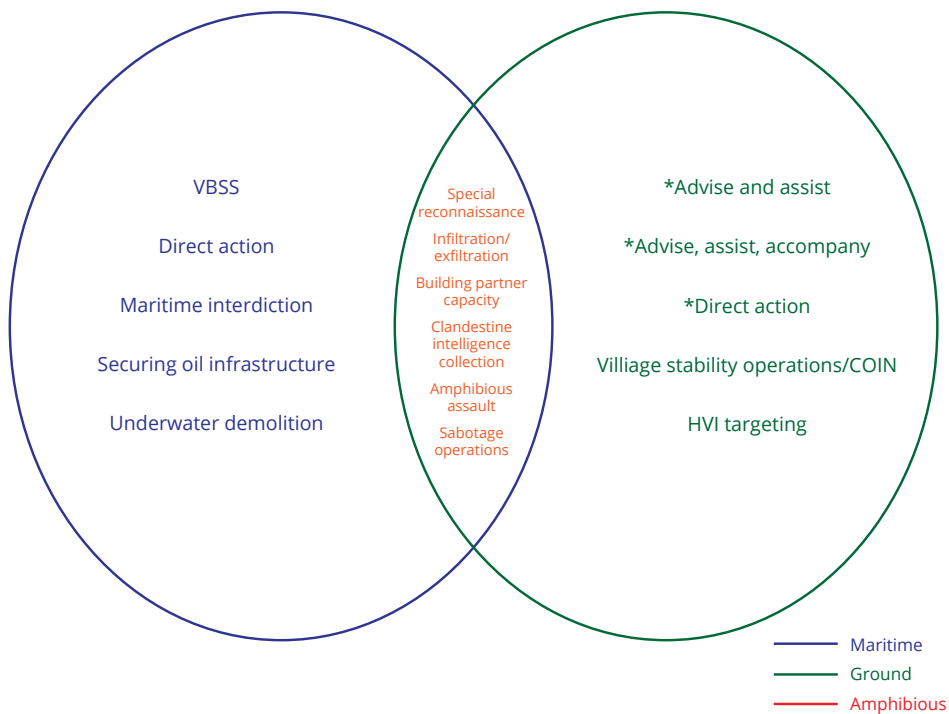 VBSS
Direct action
Maritime interdiction
Securing oil infrastructure
Underwater demolition
Special
reconnaissance
Infiltration/
exfiltration
Building partner
capacity
Clandestine
intelligence
collection
Amphibious
assault
Sabotage
operations
*Advise and assist
*Advise, assist, accompany
*Direct action
Villiage stability operations/COIN
HVI targeting
Maritime
Ground
Amphibious